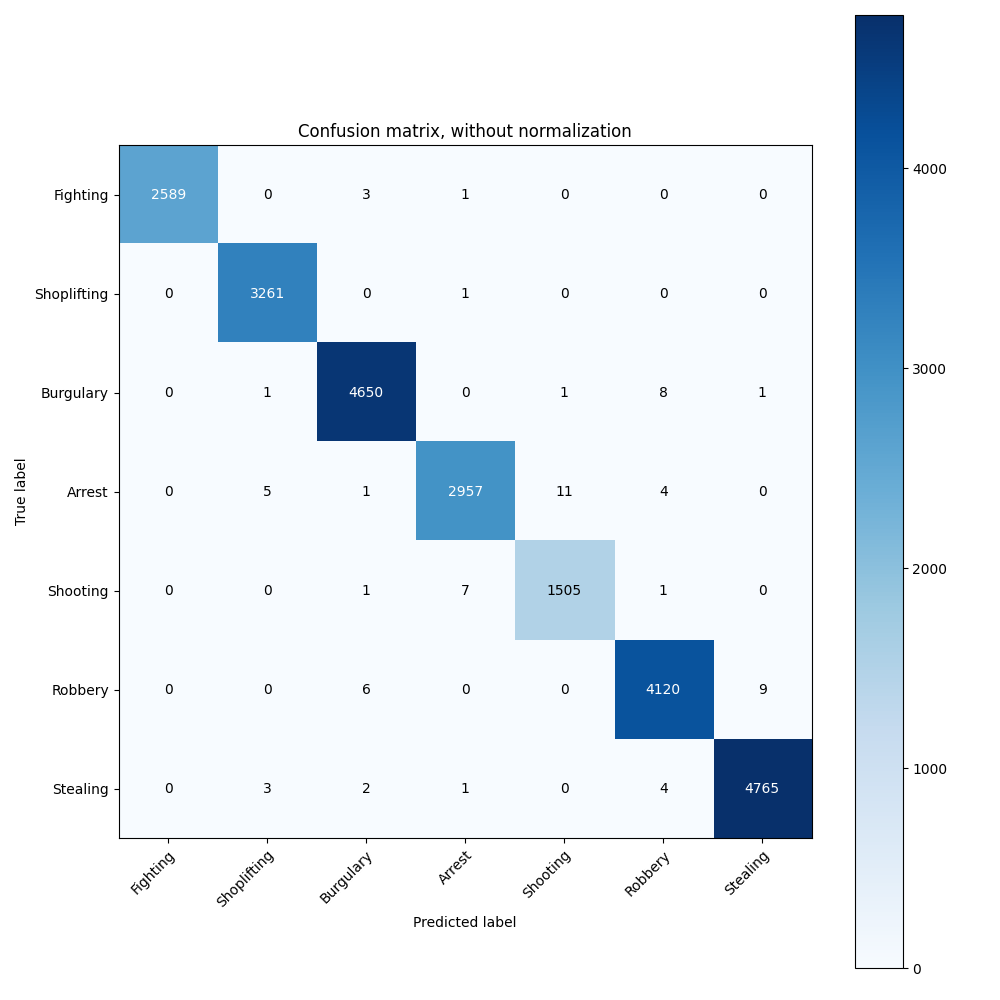 Confusion matrix, without normalization
Fighting 2589 0 3 1 0 0 0
Shoplifting 0 3261 0 1 0 0 0
Burgulary 0 1 4650 0 1 8 1
Arrest 0 5 1 2957 11 4 0
Shooting 0 0 1 7 1505 1 0
Robbery 0 0 6 0 0 4120 9
Stealing 0 3 2 1 0 4 4765
True label
Fighting Shoplifting Burgulary Arrest Shooting Robbery Stealing
Predicted label
4000
3000
2000
1000
0